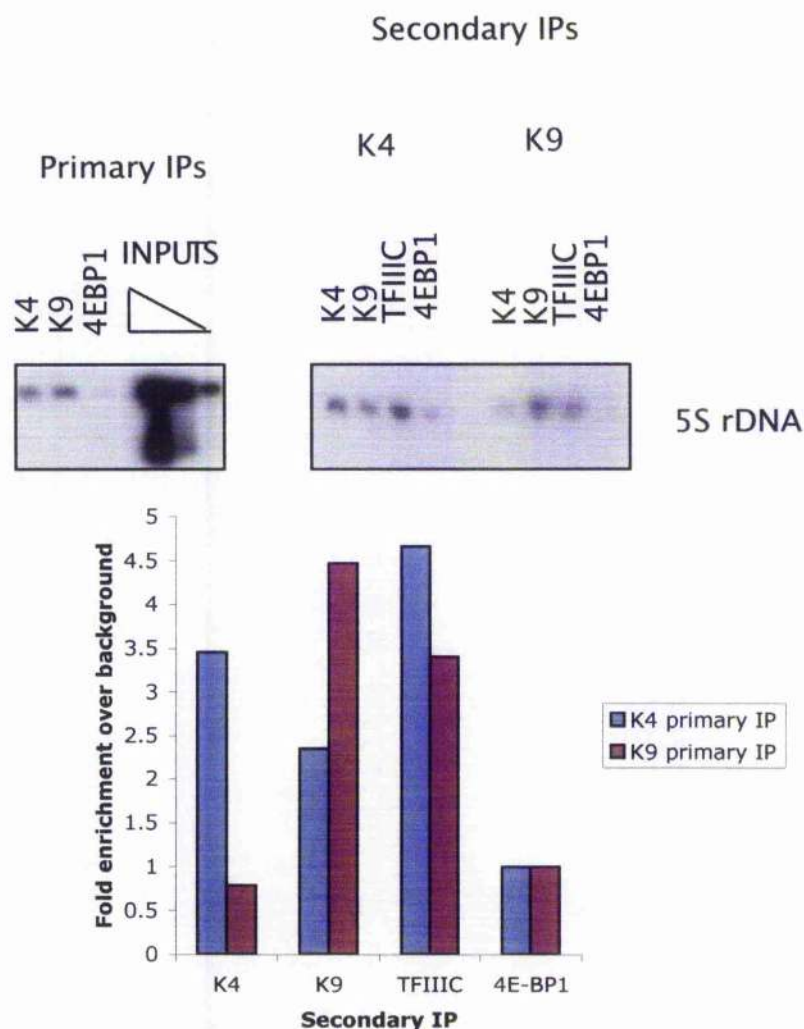 Secondary IPs
K4 K9
Primary IPs
K4 K9 4EBP1 INPUTS
K4 K9 TFIIIC 4EBP1 K4 K9 TFIIIC 4EBP1
5S rDNA
Fold enrichment over background
5
4.5
4
3.5
3
2.5
2
1.5
1
0.5
0
K4 primary IP
K9 primary IP
K4 K9 TFIIIC 4E-BP1
Secondary IP